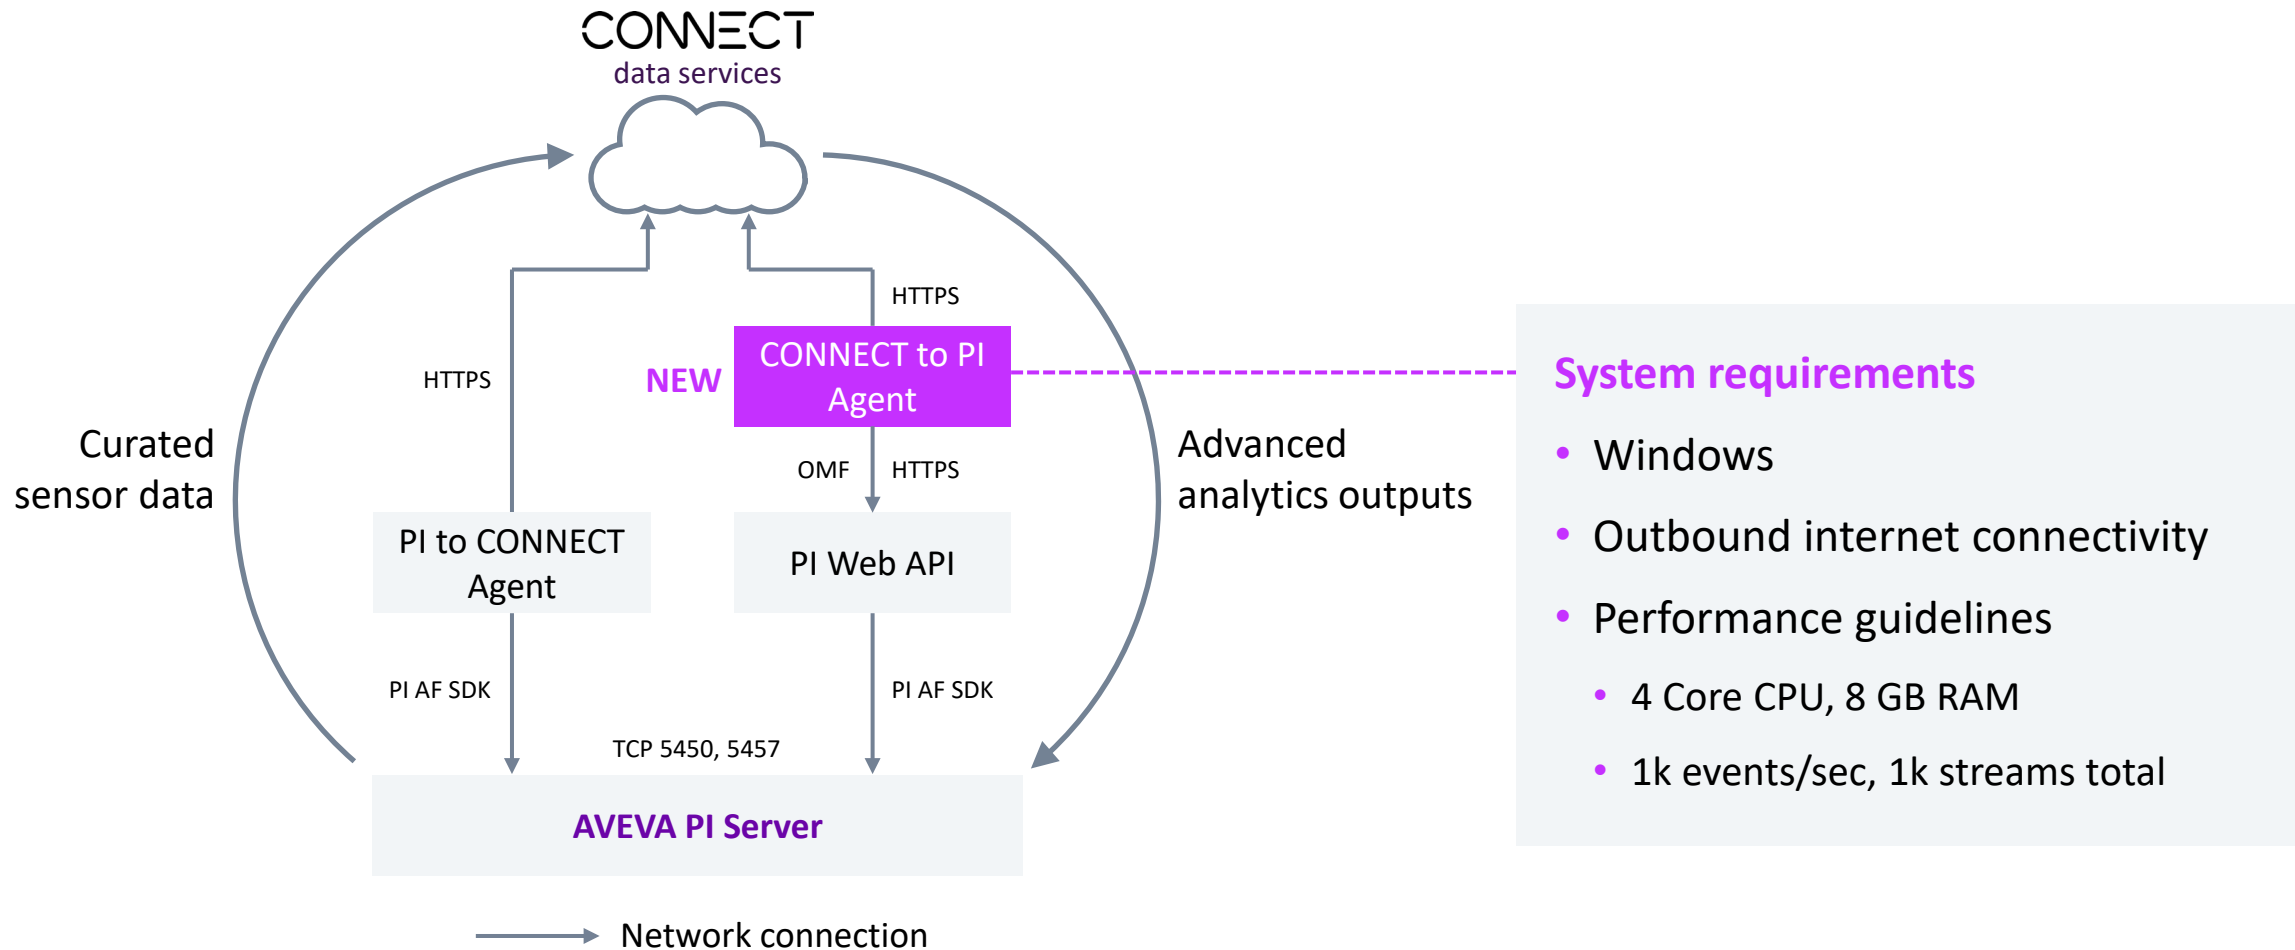 CONNECT
data services
HTTPS
HTTPS
NEW
CONNECT to PI
Agent
Curated
sensor data
Advanced
analytics outputs
OMF
HTTPS
PI to CONNECT
Agent
PI Web API
PI AF SDK
PI AF SDK
TCP 5450, 5457
AVEVA PI Server
Network connection
System requirements
• Windows
• Outbound internet connectivity
• Performance guidelines
• 4 Core CPU, 8 GB RAM
• 1k events/sec, 1k streams total